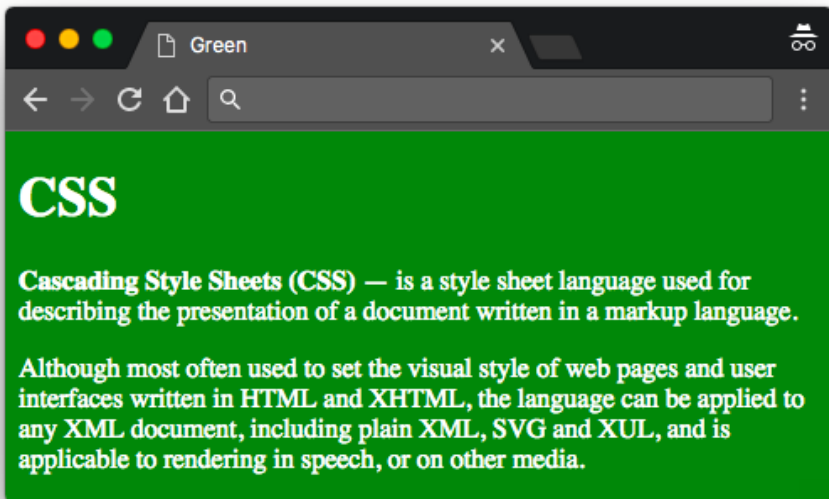 Green
CSS
Cascading Style Sheets (CSS) — is a style sheet language used for
describing the presentation of a document written in a markup language.
Although most often used to set the visual style of web pages and user
interfaces written in HTML and XHTML, the language can be applied to
any XML document, including plain XML, SVG and XUL, and is
applicable to rendering in speech, or on other media.